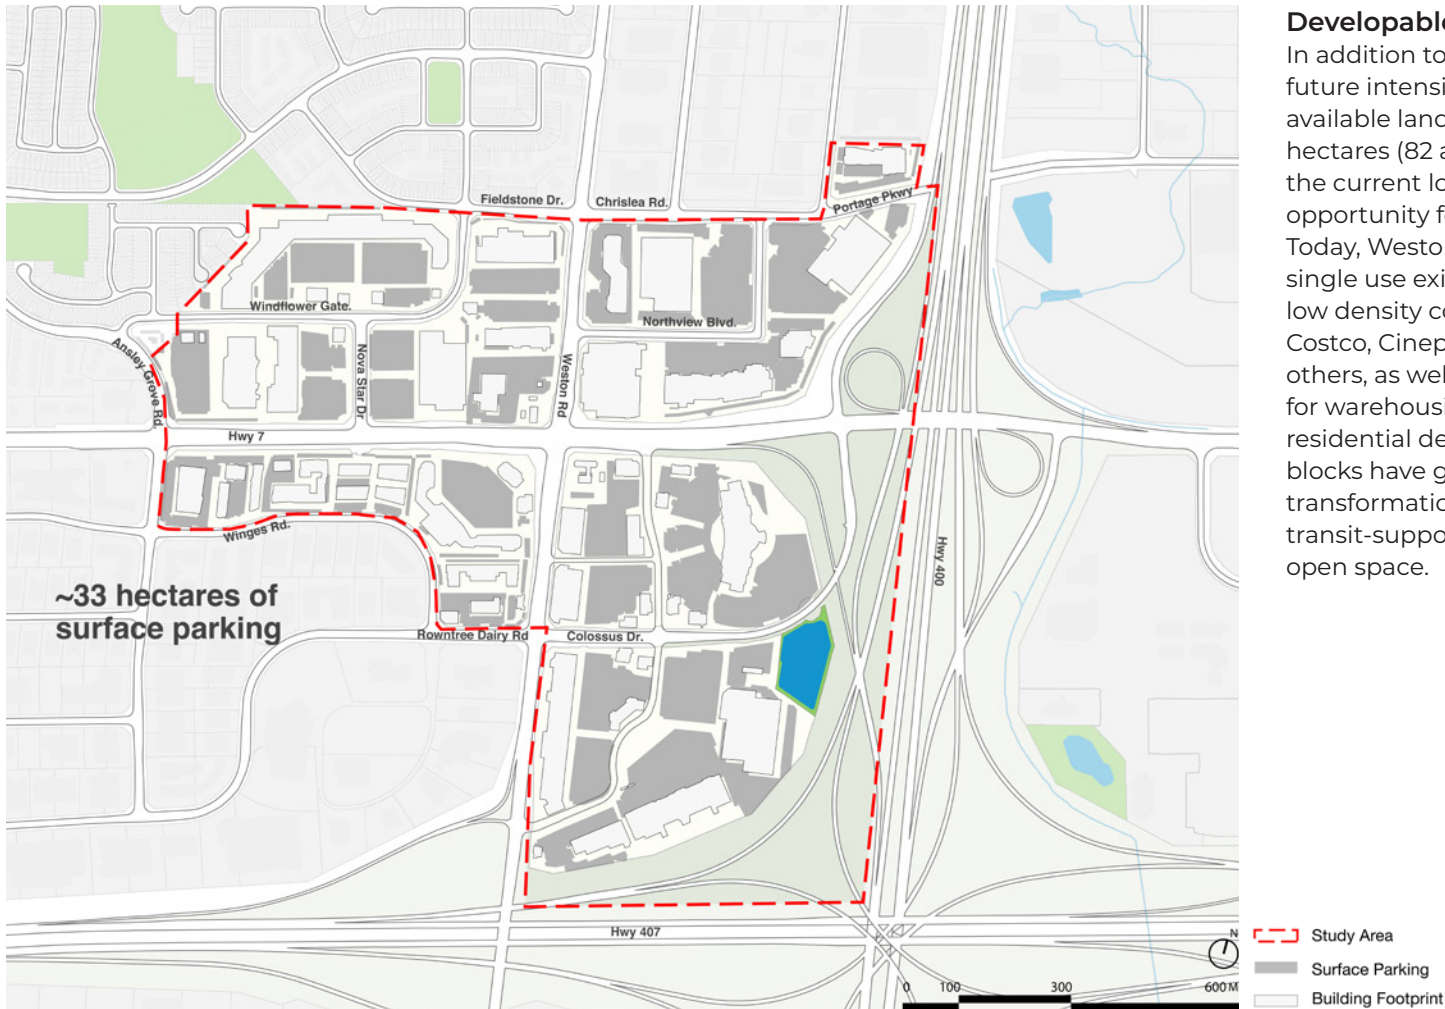 Developable
In addition to
future intensi
available land
hectares (82 a
the current lo
opportunity f
Today, Westo
single use exi
low density co
Costco, Cinep
others, as wel
for warehousi
residential de
blocks have g
transformatio
transit-suppo
open space.
Fieldstone Dr.
Chrislea Rd.
Portage Pkwy
Windflower Gate.
Northview Blvd.
Ansley Grove Rd.
Nova Star Dr
Weston Rd
Hwy 7
Winges Rd.
Hwy 400
~33 hectares of
surface parking
Rowntree Dairy Rd
Colossus Dr.
Hwy 407
N
0 100 300 600 M
Study Area
Surface Parking
Building Footprint